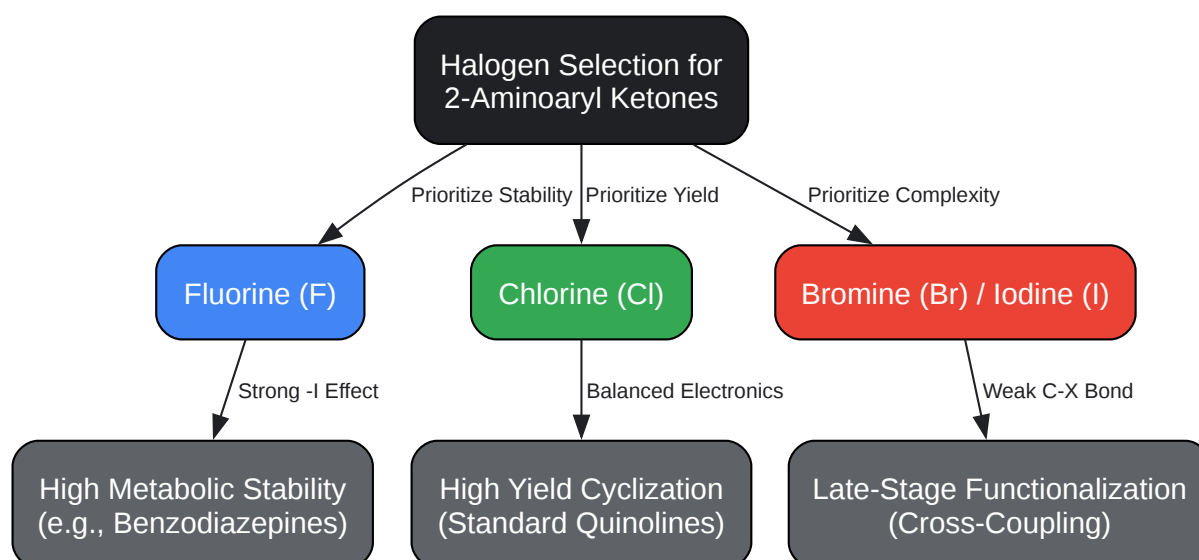 Halogen Selection for
2-Aminoaryl Ketones
Prioritize Stability
Prioritize Yield
Prioritize Complexity
Fluorine (F)
Chlorine (Cl)
Bromine (Br) / Iodine (I)
Strong -I Effect
Balanced Electronics
Weak C-X Bond
High Metabolic Stability
(e.g., Benzodiazepines)
High Yield Cyclization
(Standard Quinolines)
Late-Stage Functionalization
(Cross-Coupling)